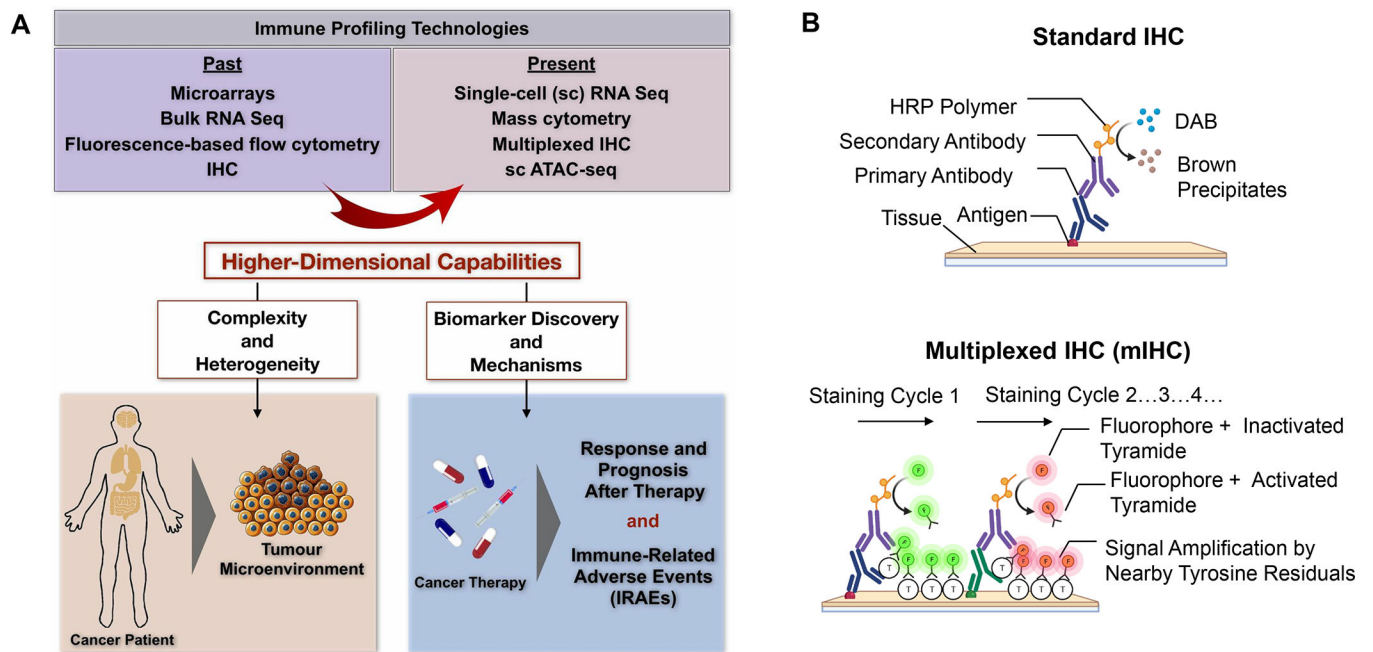 A
Immune Profiling Technologies
Past
Microarrays
Bulk RNA Seq
Fluorescence-based flow cytometry
IHC
Present
Single-cell (sc) RNA Seq
Mass cytometry
Multiplexed IHC
sc ATAC-seq
Higher-Dimensional Capabilities
Complexity
and
Heterogeneity
Biomarker Discovery
and
Mechanisms
Tumour
Microenvironment
Cancer Patient
Cancer Therapy
Response and
Prognosis
After Therapy
and
Immune-Related
Adverse Events
(IRAEs)
B
Standard IHC
HRP Polymer
Secondary Antibody
Primary Antibody
Tissue
Antigen
DAB
Brown
Precipitates
Multiplexed IHC (mIHC)
Staining Cycle 1
Staining Cycle 2...3...4...
Fluorophore + Inactivated
Tyramide
Fluorophore + Activated
Tyramide
Signal Amplification by
Nearby Tyrosine Residuals
F
F
F
F
F
F
T
T
T
T
F
F
F
F
F
F
T
T
T
T